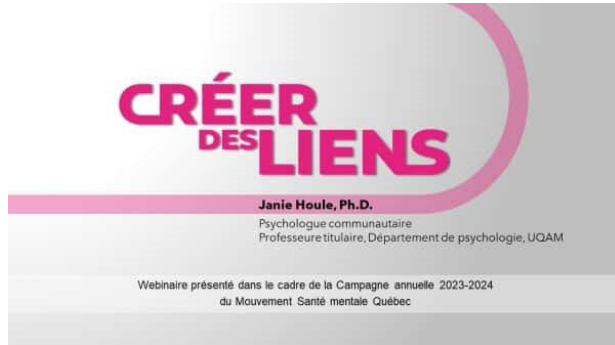 CRÉER
DES LIENS
Janie Houle, Ph.D.
Psychologue communautaire
Professeure titulaire, Département de psychologie, UQAM
Webinaire présenté dans le cadre de la Campagne annuelle 2023-2024
du Mouvement Santé mentale Québec